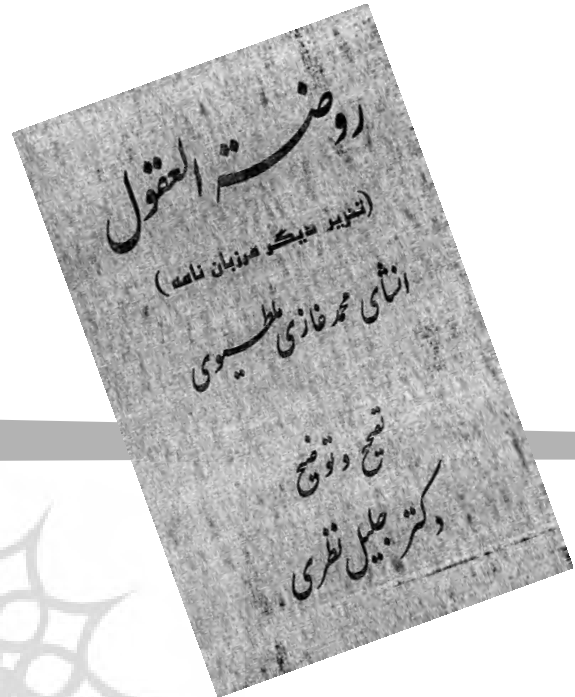 روضة العقول
(تحریر دیگر مرزبان نامه)
انشای محمد غازی ملطیوی
تصحیح و توضیح
دکتر جلیل نظری